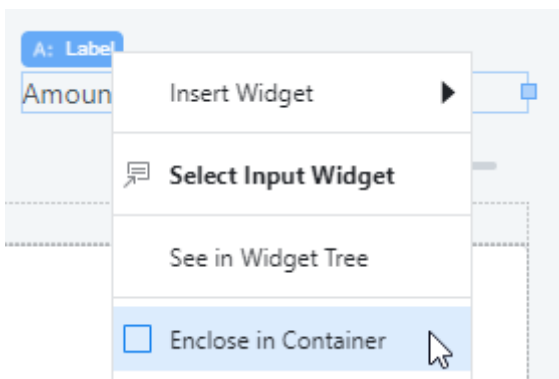 A: Label
Amoun
Insert Widget
Select Input Widget
See in Widget Tree
Enclose in Container